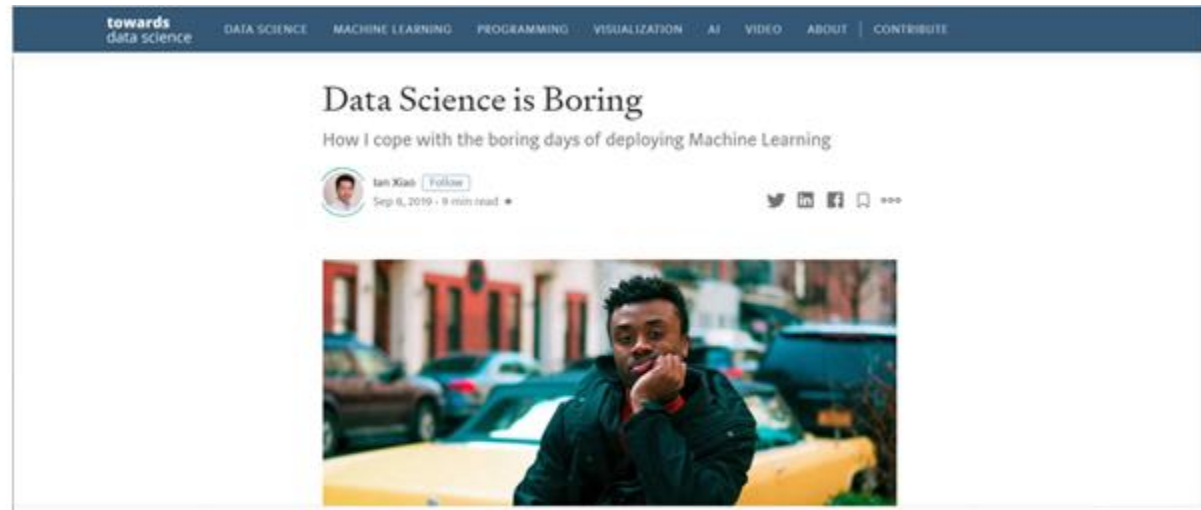 towards
data science
DATA SCIENCE MACHINE LEARNING PROGRAMMING VISUALIZATION AI VIDEO ABOUT CONTRIBUTE
Data Science is Boring
How I cope with the boring days of deploying Machine Learning
Ian Xiao Follow
Sep 6, 2019 · 9 min read ★